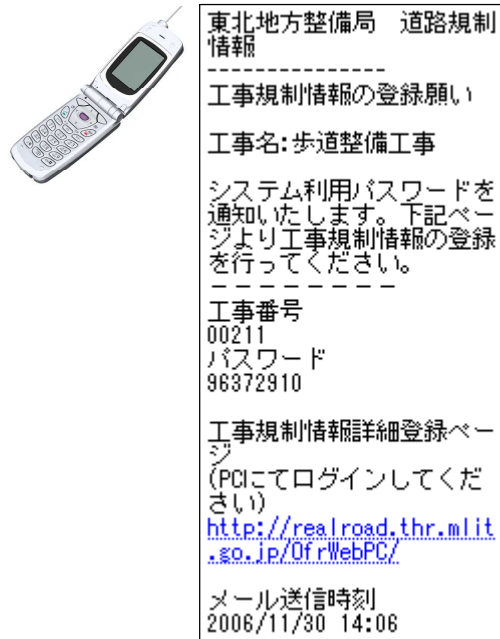 東北地方整備局　道路規制
情報
---------------
工事規制情報の登録願い
工事名:歩道整備工事
システム利用パスワードを
通知いたします。下記ペー
ジより工事規制情報の登録
を行ってください。
－－－－－－－－
工事番号
00211
パスワード
96372910
工事規制情報詳細登録ペー
ジ
(PCにてログインしてくだ
さい)
http://realroad.thr.mlit
.go.jp/OfrWebPC/
メール送信時刻
2006/11/30 14:06